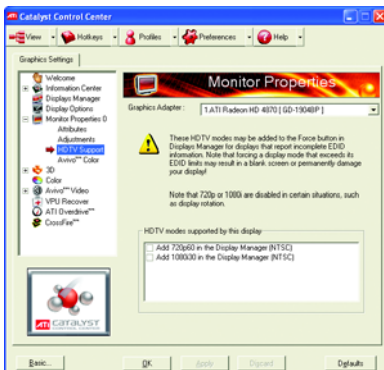 ATI Catalyst Control Center
View
Hotkeys
Profiles
Preferences
Help
Graphics Settings
Welcome
Information Center
Displays Manager
Display Options
Monitor Properties 0
Attributes
Adjustments
HDTV Support
Avivo™ Color
3D
Color
Avivo™ Video
VPU Recover
ATI Overdrive™
CrossFire™
Monitor Properties
Graphics Adapter:
1.ATI Radeon HD 4870 [ GD-1904BP ]
These HDTV modes may be added to the Force button in
Displays Manager for displays that report incomplete EDID
information. Note that forcing a display mode that exceeds its
EDID limits may result in a blank screen or permanently damage
your display!
Note that 720p or 1080i are disabled in certain situations, such
as display rotation.
HDTV modes supported by this display
Add 720p60 in the Display Manager (NTSC)
Add 1080i30 in the Display Manager (NTSC)
ATI CATALYST
CONTROL CENTER
Basic...
OK
Apply
Discard
Defaults